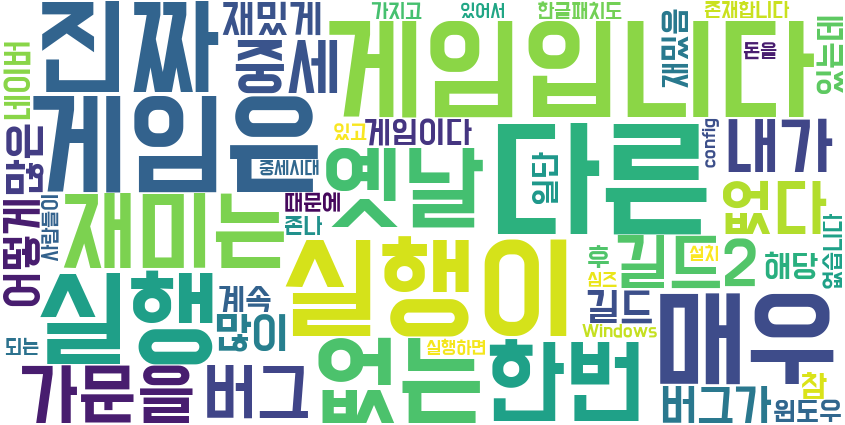 진짜
재밌게
가지고
있어서
한글패치도
존재합니다
네이버
중세
게임입니다
재밌음
돈을
있는데
게임은
많은
있고
게임이다
config
내가
중세시대
옛날
다른
일단
어떻게
사람들이
재미는
때문에
존나
없다
없습니다
실행
실행이
후
길드2
설치
해당
심즈
계속
많이
길드
Windows
매우
되는
없는
실행하면
한번
참
가문을
버그
버그가
윈도우